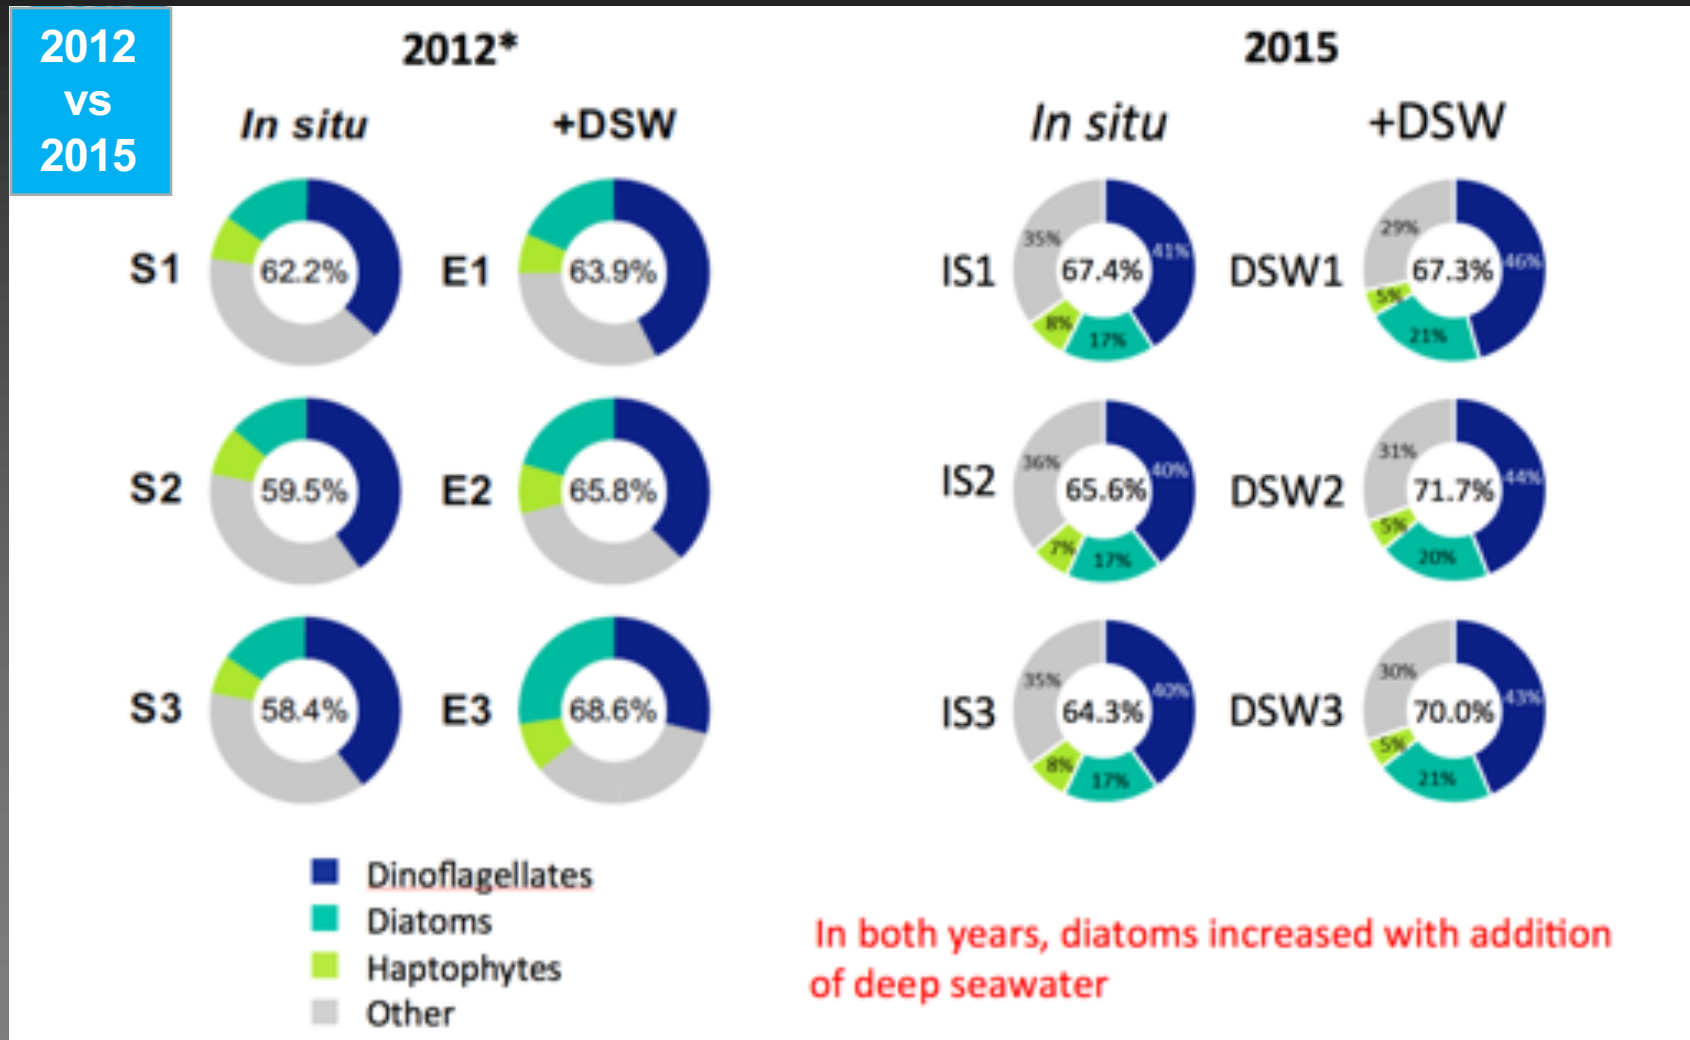 2012
vs
2015
2012*
2015
In situ
+DSW
In situ
+DSW
S1
62.2%
E1
63.9%
IS1
35%
67.4%
41%
8%
17%
DSW1
29%
67.3%
46%
5%
21%
S2
59.5%
E2
65.8%
IS2
36%
65.6%
40%
7%
17%
DSW2
31%
71.7%
44%
5%
20%
S3
58.4%
E3
68.6%
IS3
35%
64.3%
40%
8%
17%
DSW3
30%
70.0%
43%
5%
21%
Dinoflagellates
Diatoms
Haptophytes
Other
In both years, diatoms increased with addition
of deep seawater